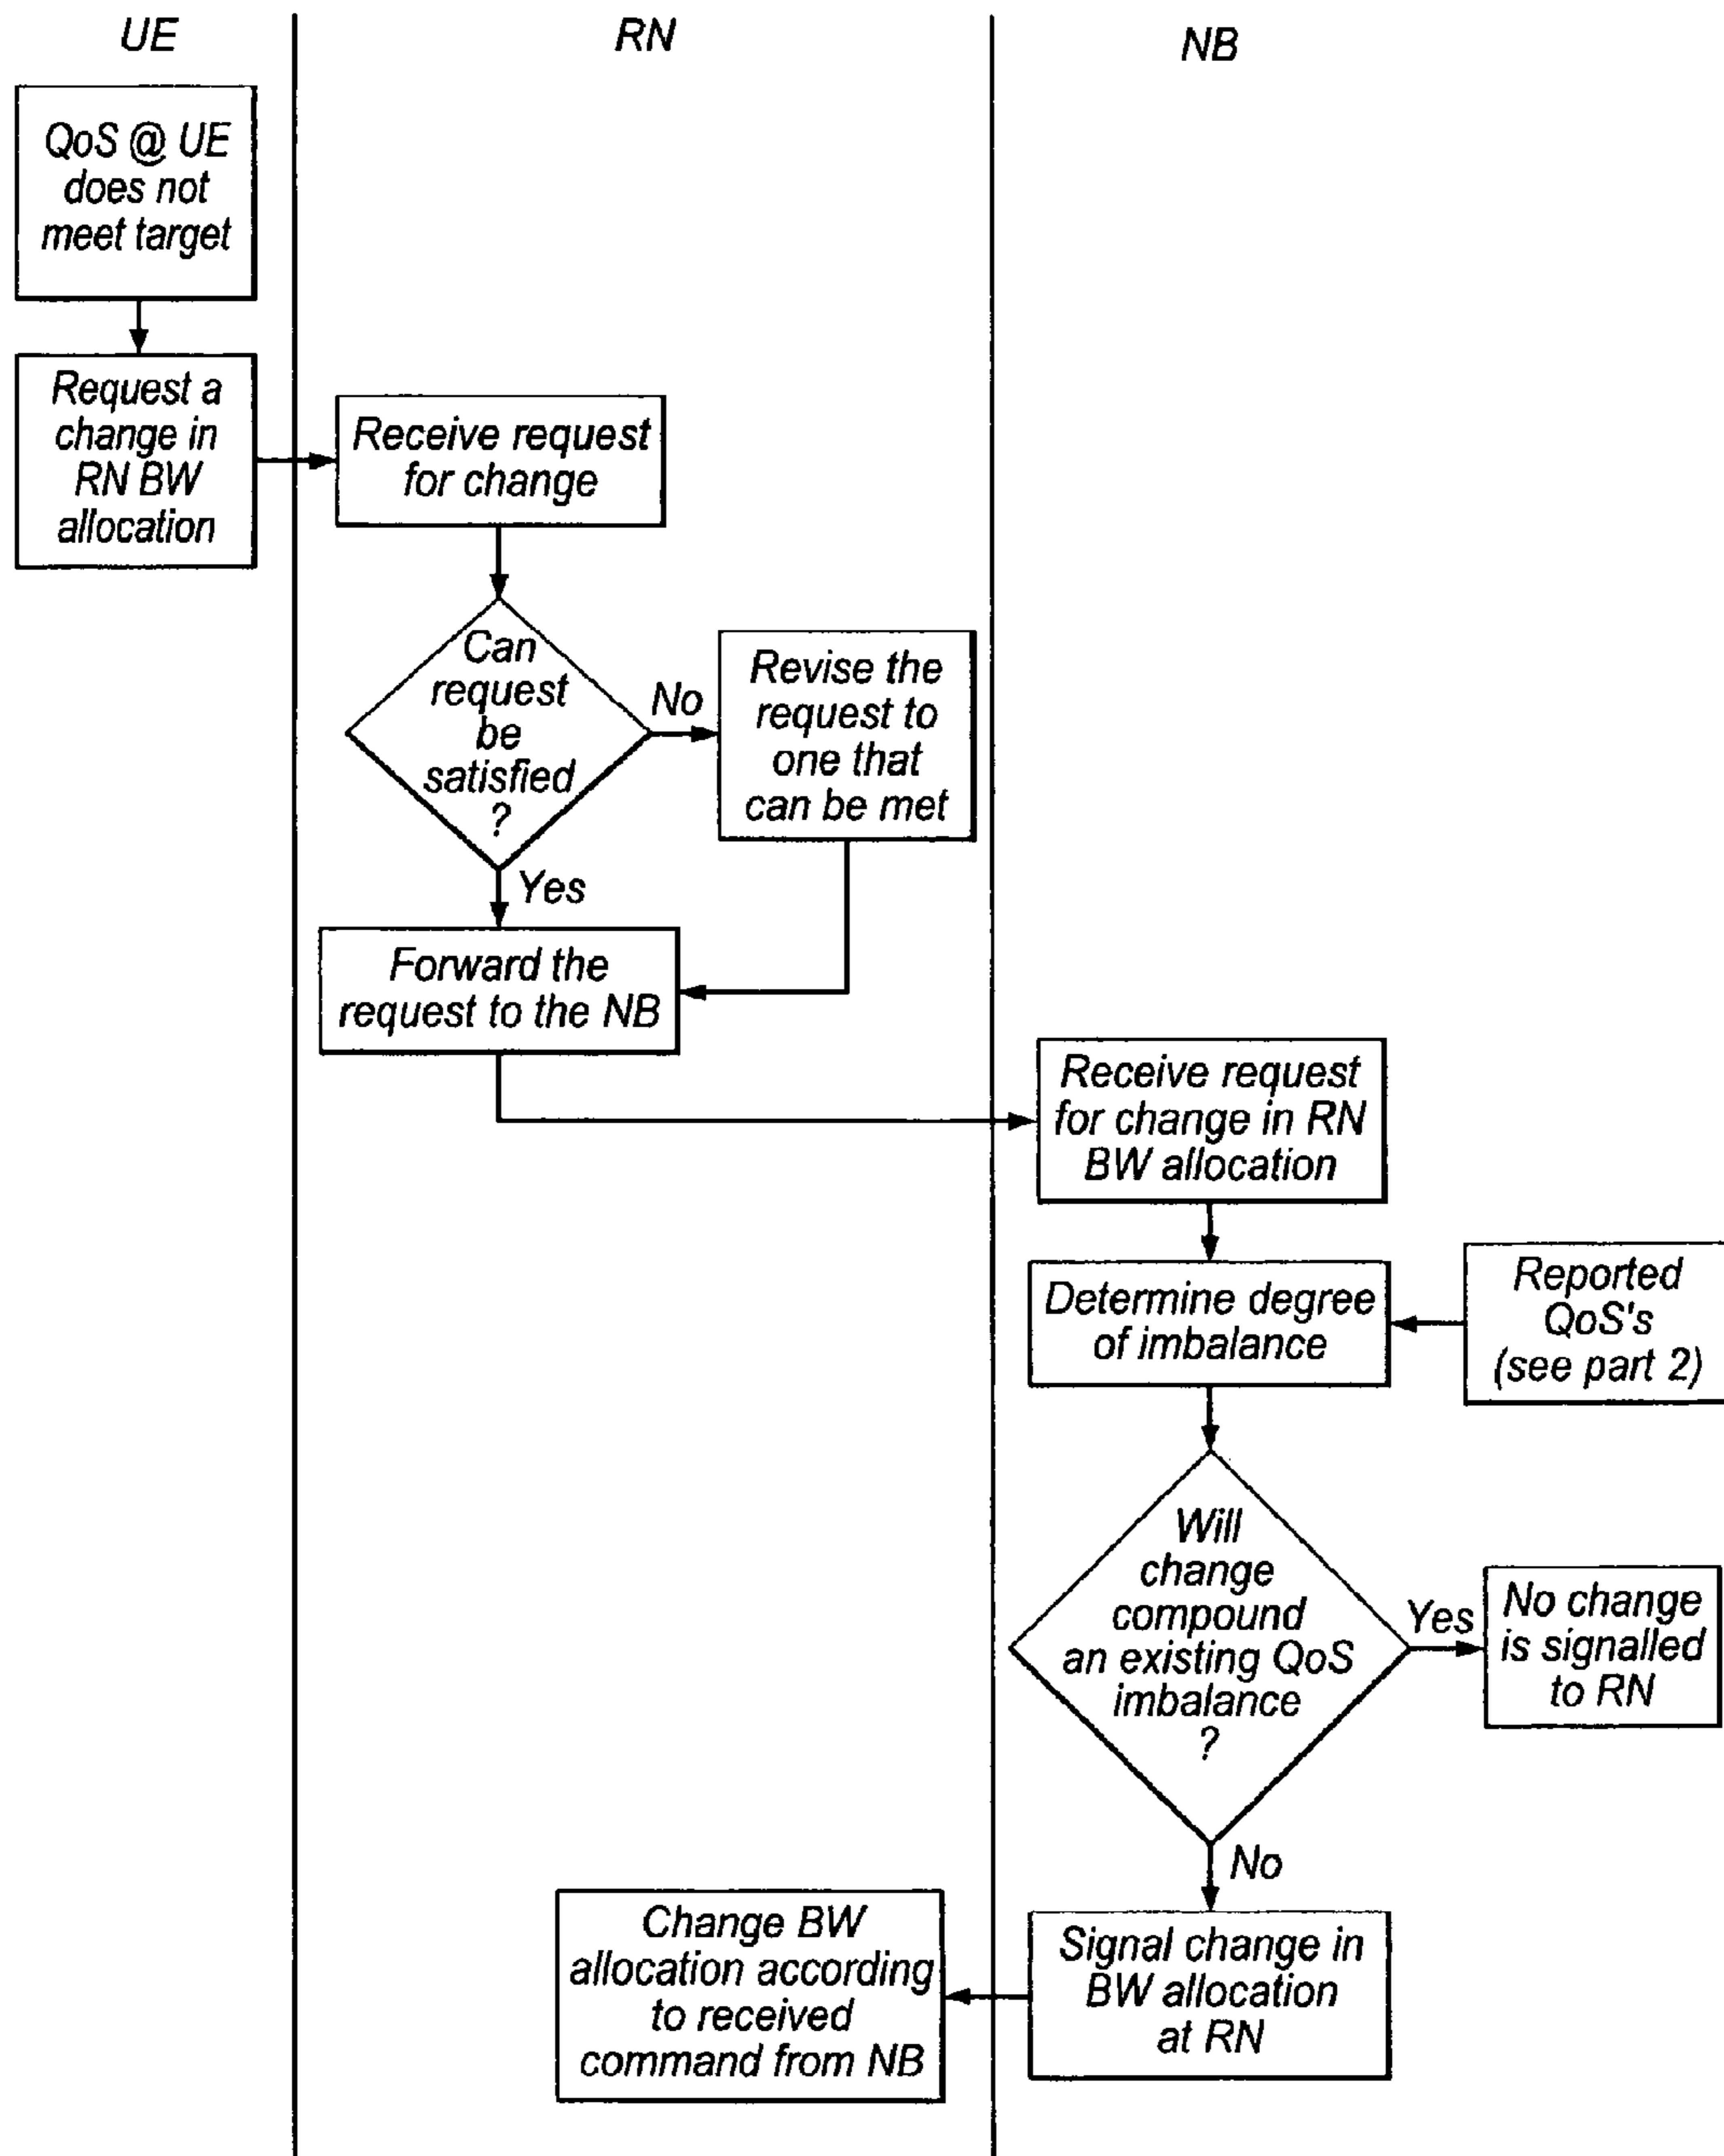 UE
RN
NB
QoS @ UE
does not
meet target
Request a
change in
RN BW
allocation
Receive request
for change
Can
request
be
satisfied
?
No
Revise the
request to
one that
can be met
Yes
Forward the
request to the NB
Receive request
for change in RN
BW allocation
Determine degree
of imbalance
Reported
QoS's
(see part 2)
Will
change
compound
an existing QoS
imbalance
?
Yes
No change
is signalled
to RN
No
Signal change in
BW allocation
at RN
Change BW
allocation according
to received
command from NB